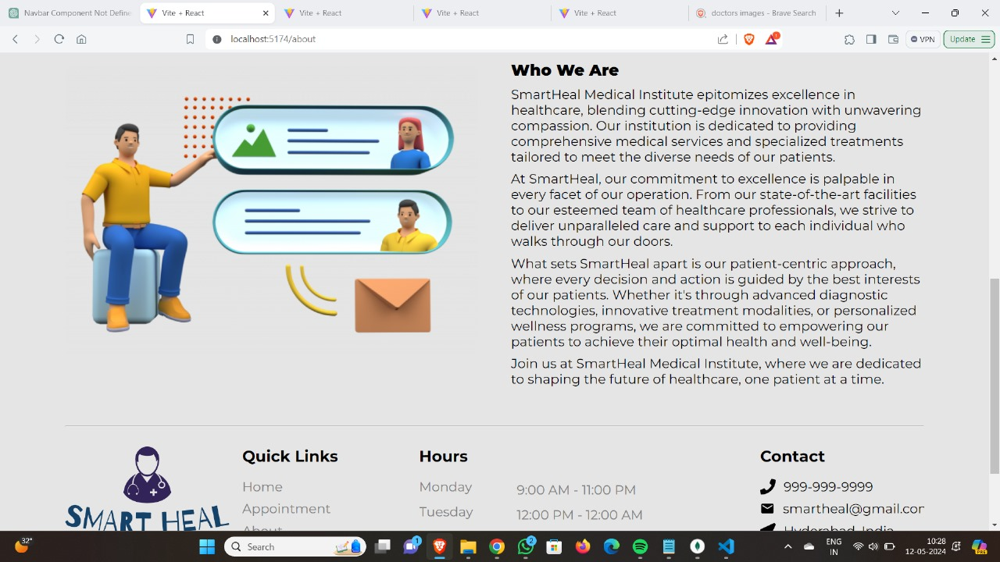 Navbar Component Not Define
Vite + React
Vite + React
Vite + React
Vite + React
doctors images - Brave Search
localhost:5174/about
1
VPN
Update
Who We Are
SmartHeal Medical Institute epitomizes excellence in
healthcare, blending cutting-edge innovation with unwavering
compassion. Our institution is dedicated to providing
comprehensive medical services and specialized treatments
tailored to meet the diverse needs of our patients.
At SmartHeal, our commitment to excellence is palpable in
every facet of our operation. From our state-of-the-art facilities
to our esteemed team of healthcare professionals, we strive to
deliver unparalleled care and support to each individual who
walks through our doors.
What sets SmartHeal apart is our patient-centric approach,
where every decision and action is guided by the best interests
of our patients. Whether it's through advanced diagnostic
technologies, innovative treatment modalities, or personalized
wellness programs, we are committed to empowering our
patients to achieve their optimal health and well-being.
Join us at SmartHeal Medical Institute, where we are dedicated
to shaping the future of healthcare, one patient at a time.
SMART HEAL
Quick Links
Home
Appointment
About
Hours
Monday 9:00 AM - 11:00 PM
Tuesday 12:00 PM - 12:00 AM
Contact
999-999-9999
smartheal@gmail.com
Hyderabad, India
32°
Search
1
2
ENG
IN
10:28
12-05-2024
PRE